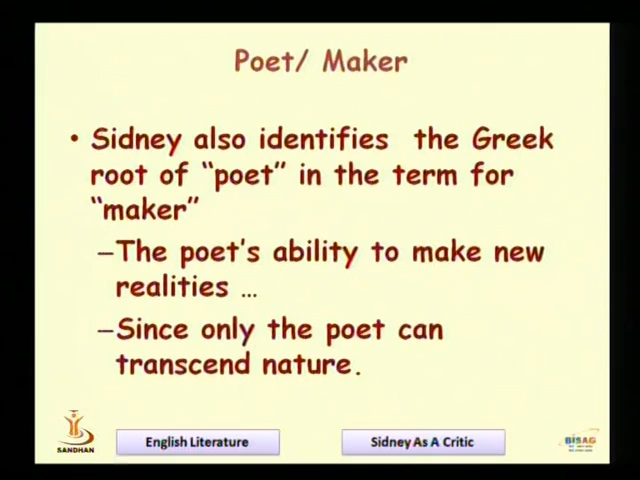 Poet/ Maker
• Sidney also identifies the Greek
root of “poet” in the term for
“maker”
–The poet’s ability to make new
realities …
–Since only the poet can
transcend nature.
SANDHAN
English Literature
Sidney As A Critic
BISAG